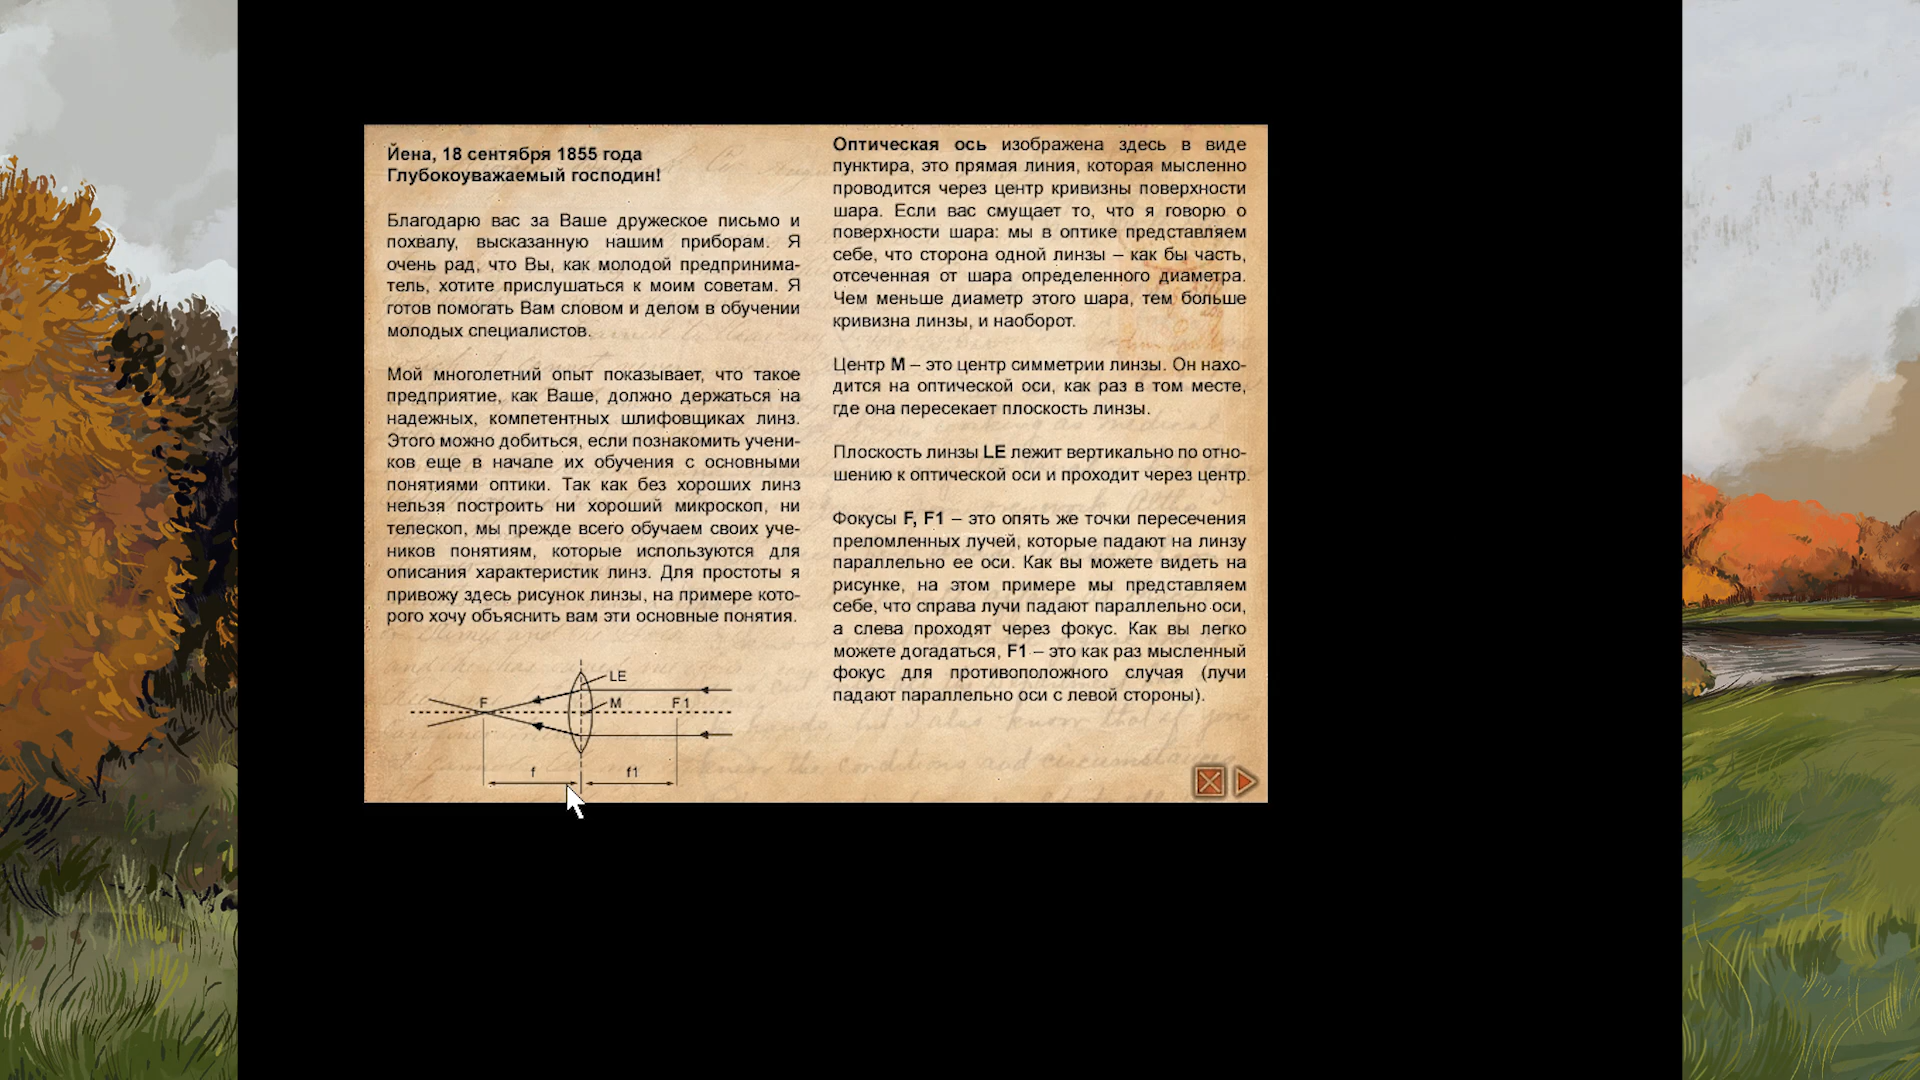 Йена, 18 сентября 1855 года
Глубокоуважаемый господин!
Благодарю вас за Ваше дружеское письмо и
похвалу, высказанную нашим приборам. Я
очень рад, что Вы, как молодой предпринима-
тель, хотите прислушаться к моим советам. Я
готов помогать Вам словом и делом в обучении
молодых специалистов.
Мой многолетний опыт показывает, что такое
предприятие, как Ваше, должно держаться на
надежных, компетентных шлифовщиках линз.
Этого можно добиться, если познакомить учени-
ков еще в начале их обучения с основными
понятиями оптики. Так как без хороших линз
нельзя построить ни хороший микроскоп, ни
телескоп, мы прежде всего обучаем своих уче-
ников понятиям, которые используются для
описания характеристик линз. Для простоты я
привожу здесь рисунок линзы, на примере кото-
рого хочу объяснить вам эти основные понятия.
LE
F
M
F1
f
f1
Оптическая ось изображена здесь в виде
пунктира, это прямая линия, которая мысленно
проводится через центр кривизны поверхности
шара. Если вас смущает то, что я говорю о
поверхности шара: мы в оптике представляем
себе, что сторона одной линзы – как бы часть,
отсеченная от шара определенного диаметра.
Чем меньше диаметр этого шара, тем больше
кривизна линзы, и наоборот.
Центр М – это центр симметрии линзы. Он нахо-
дится на оптической оси, как раз в том месте,
где она пересекает плоскость линзы.
Плоскость линзы LE лежит вертикально по отно-
шению к оптической оси и проходит через центр.
Фокусы F, F1 – это опять же точки пересечения
преломленных лучей, которые падают на линзу
параллельно ее оси. Как вы можете видеть на
рисунке, на этом примере мы представляем
себе, что справа лучи падают параллельно оси,
а слева проходят через фокус. Как вы легко
можете догадаться, F1 – это как раз мысленный
фокус для противоположного случая (лучи
падают параллельно оси с левой стороны).